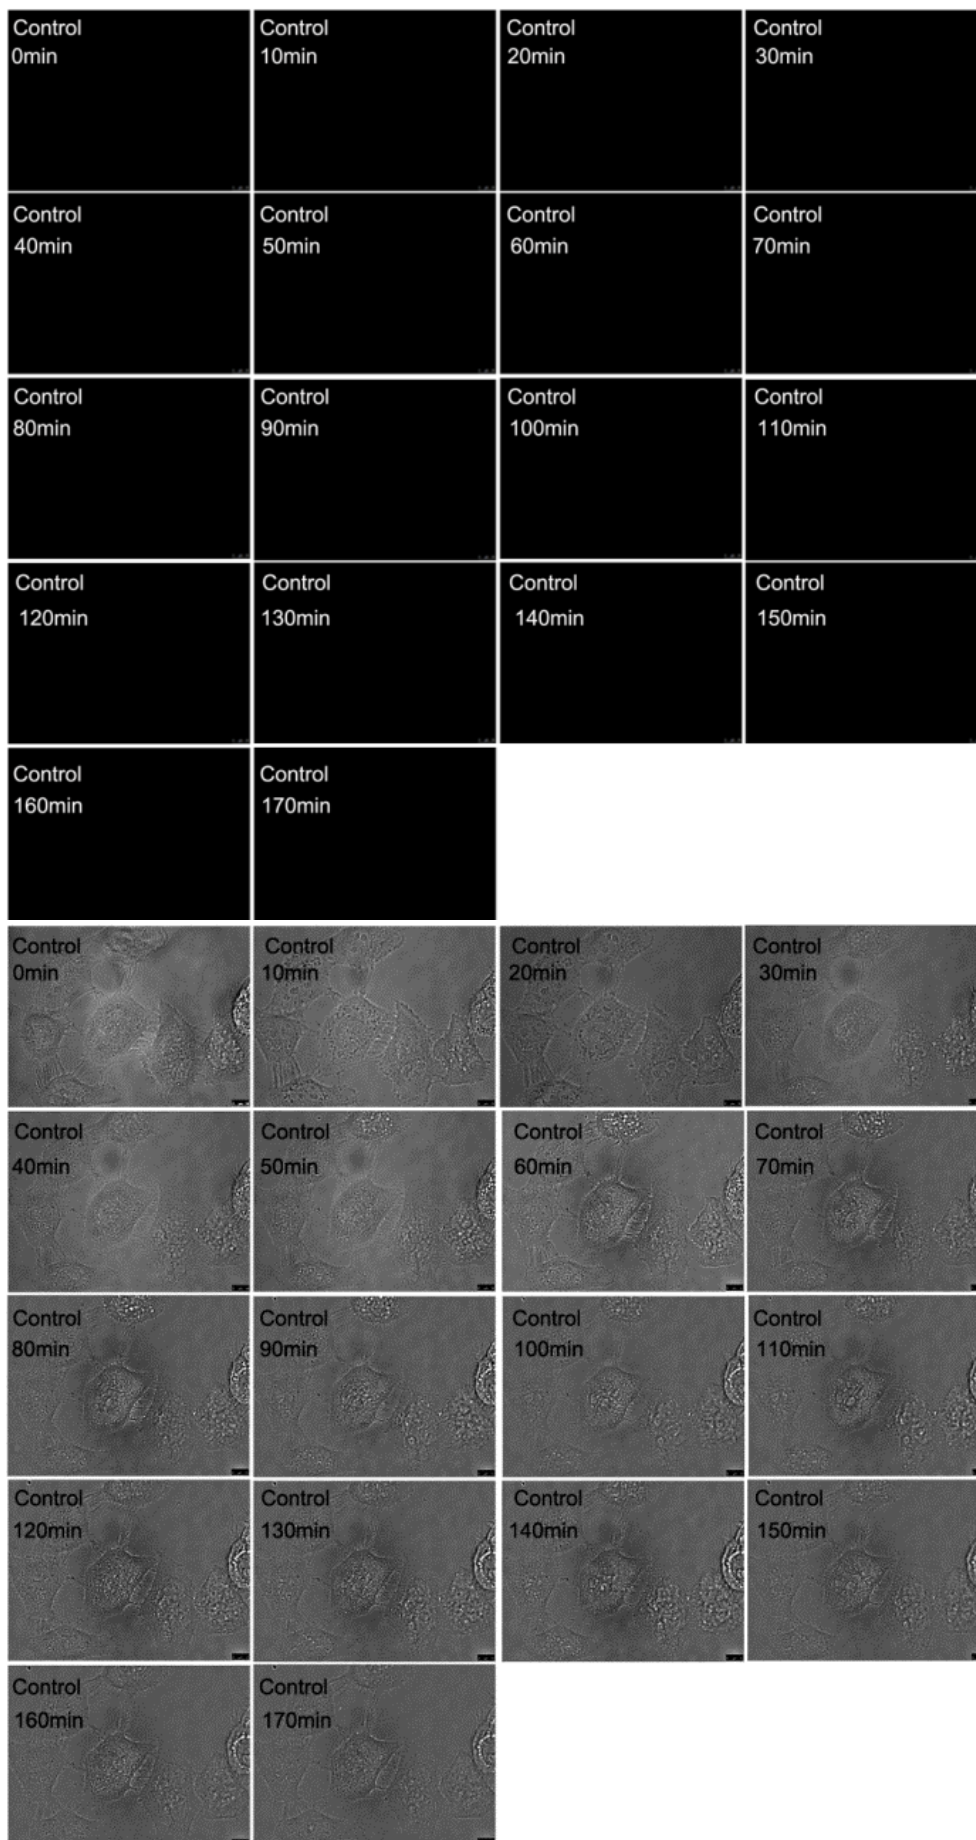 Control
0min
Control
10min
Control
20min
Control
30min
Control
40min
Control
50min
Control
60min
Control
70min
Control
80min
Control
90min
Control
100min
Control
110min
Control
120min
Control
130min
Control
140min
Control
150min
Control
160min
Control
170min
Control
0min
Control
10min
Control
20min
Control
30min
Control
40min
Control
50min
Control
60min
Control
70min
Control
80min
Control
90min
Control
100min
Control
110min
Control
120min
Control
130min
Control
140min
Control
150min
Control
160min
Control
170min